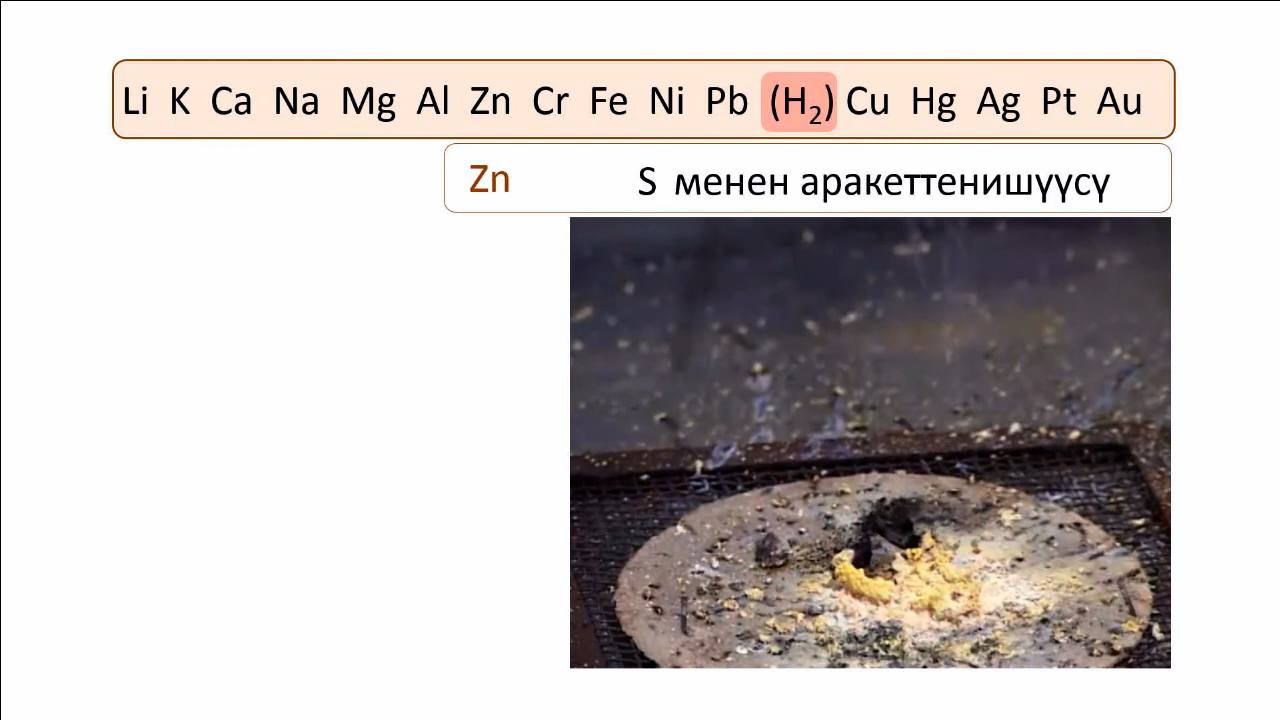 Li K Ca Na Mg Al Zn Cr Fe Ni Pb (H₂) Cu Hg Ag Pt Au
Zn S менен аракеттенишүүсү